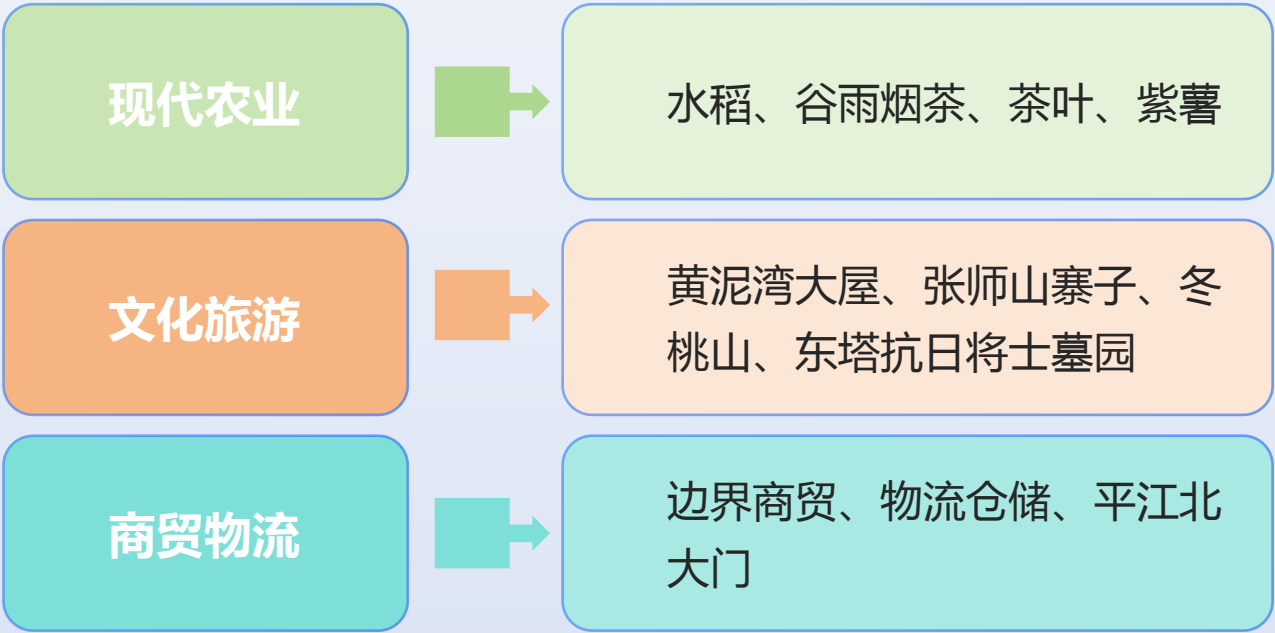 现代农业
水稻、谷雨烟茶、茶叶、紫薯
文化旅游
黄泥湾大屋、张师山寨子、冬
桃山、东塔抗日将士墓园
商贸物流
边界商贸、物流仓储、平江北
大门